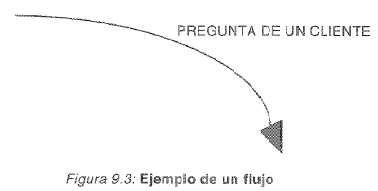 PREGUNTA DE UN CLIENTE
Figura 9.3: Ejemplo de un flujo